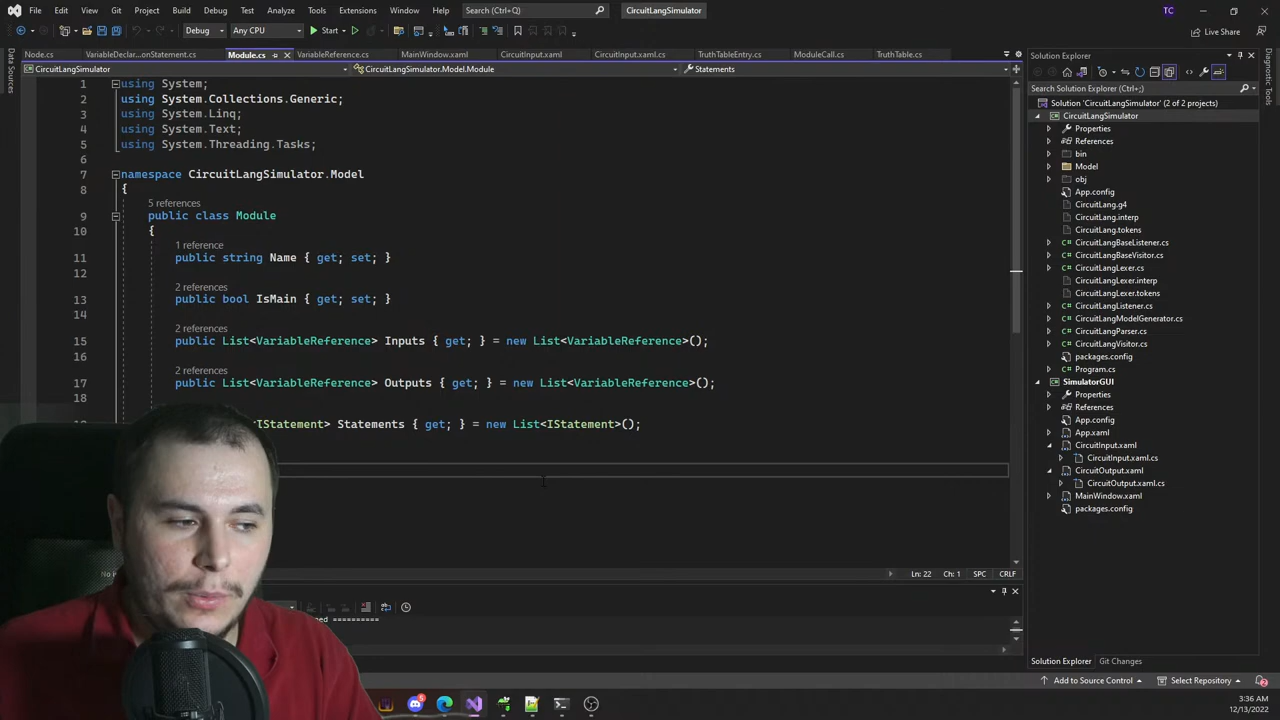 File Edit View Git Project Build Debug Test Analyze Tools Extensions Window Help Search (Ctrl+Q) CircuitLangSimulator TC
Debug Any CPU Start Live Share
Node.cs VariableDeclar...onStatement.cs Module.cs VariableReference.cs MainWindow.xaml CircuitInput.xaml CircuitInput.xaml.cs TruthTableEntry.cs ModuleCall.cs TruthTable.cs
CircuitLangSimulator CircuitLangSimulator.Model.Module Statements
Data Sources
1 using System;
2 using System.Collections.Generic;
3 using System.Linq;
4 using System.Text;
5 using System.Threading.Tasks;
6
7 namespace CircuitLangSimulator.Model
8 {
5 references
9 public class Module
10 {
1 reference
11 public string Name { get; set; }
12
2 references
13 public bool IsMain { get; set; }
14
2 references
15 public List<VariableReference> Inputs { get; } = new List<VariableReference>();
16
2 references
17 public List<VariableReference> Outputs { get; } = new List<VariableReference>();
18
IStatement> Statements { get; } = new List<IStatement>();
Ln: 22 Ch: 1 SPC CRLF
==========
Solution Explorer
Search Solution Explorer (Ctrl+;)
Solution 'CircuitLangSimulator' (2 of 2 projects)
CircuitLangSimulator
Properties
References
bin
Model
obj
App.config
CircuitLang.g4
CircuitLang.interp
CircuitLang.tokens
CircuitLangBaseListener.cs
CircuitLangBaseVisitor.cs
CircuitLangLexer.cs
CircuitLangLexer.interp
CircuitLangLexer.tokens
CircuitLangListener.cs
CircuitLangModelGenerator.cs
CircuitLangParser.cs
CircuitLangVisitor.cs
packages.config
Program.cs
SimulatorGUI
Properties
References
App.config
App.xaml
CircuitInput.xaml
CircuitInput.xaml.cs
CircuitOutput.xaml
CircuitOutput.xaml.cs
MainWindow.xaml
packages.config
Solution Explorer Git Changes
Diagnostic Tools
Add to Source Control Select Repository
3:36 AM
12/13/2022